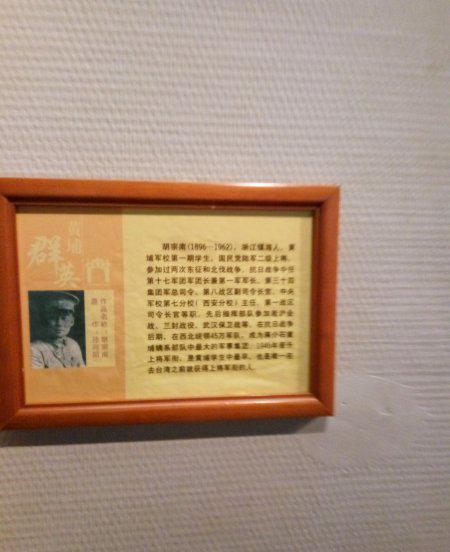 黄埔
群英
作品名称：胡宗南
胡宗南(1896—1962)，浙江镇海人，黄
埔军校第一期学生，国民党陆军二级上将。
参加过两次东征和北伐战争，抗日战争中任
第十七军团军团长兼第一军军长、第三十四
集团军总司令、第八战区副司令长官、中央
军校第七分校（西安分校）主任、第一战区
司令长官等职，先后指挥部队参加淞沪会
战、兰封战役、武汉保卫战等，在抗日战争
后期，在西北统领45万军队，成为蒋介石黄
埔嫡系部队中最大的军事集团，1945年晋升
上将军衔，是黄埔学生中最早、也是唯一在
去台湾之前就获得上将军衔的人。